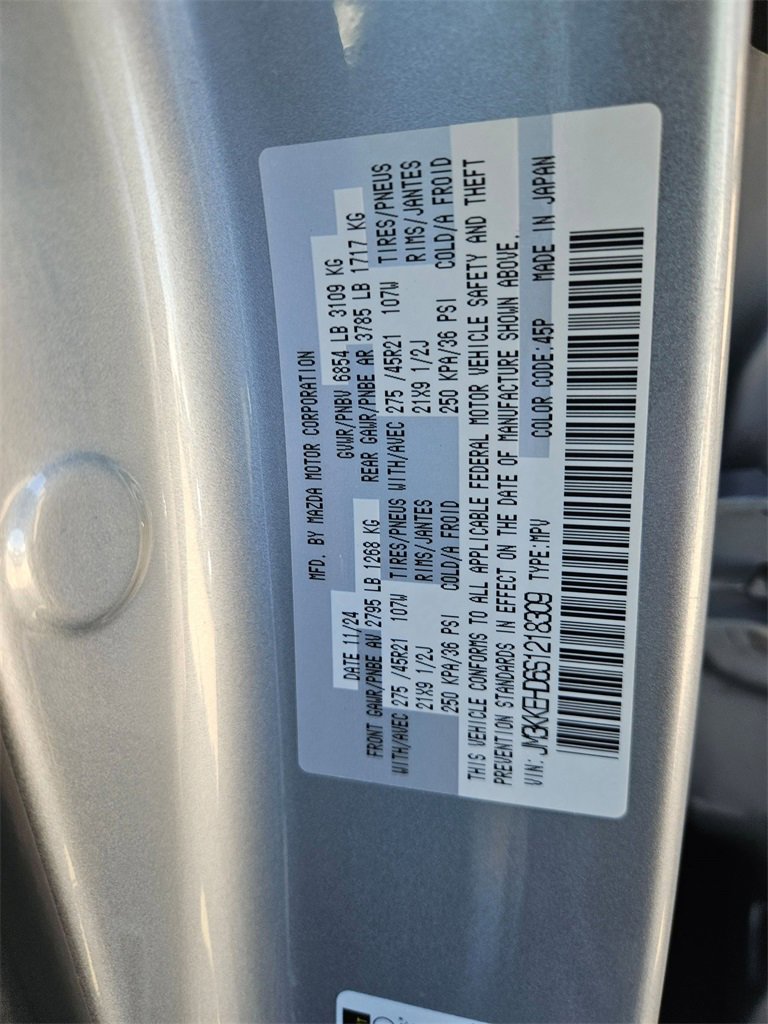 MFD. BY MAZDA MOTOR CORPORATION
DATE 11/24 GVWR/PNBV 6854 LB 3109 KG
FRONT GAWR/PNBE AV 2795 LB 1268 KG REAR GAWR/PNBE AR 3785 LB 1717 KG
WITH/AVEC 275 /45R21 107W TIRES/PNEUS WITH/AVEC 275 /45R21 107W TIRES/PNEUS
21X9 1/2J RIMS/JANTES 21X9 1/2J RIMS/JANTES
250 KPA/36 PSI COLD/A FROID 250 KPA/36 PSI COLD/A FROID
THIS VEHICLE CONFORMS TO ALL APPLICABLE FEDERAL MOTOR VEHICLE SAFETY AND THEFT
PREVENTION STANDARDS IN EFFECT ON THE DATE OF MANUFACTURE SHOWN ABOVE.
VIN: JM3KKEHD6S1218309 TYPE:MPV COLOR CODE:45P MADE IN JAPAN